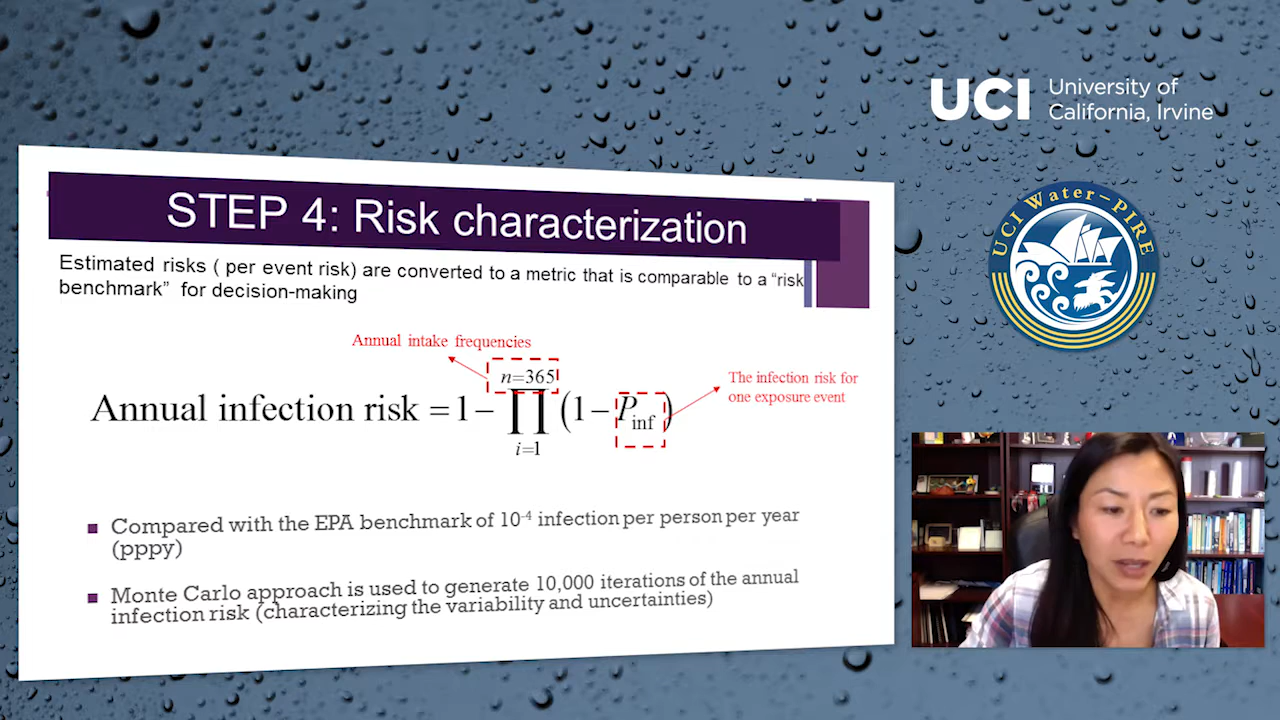 UCI University of
California, Irvine
UCI Water-PIRE
STEP 4: Risk characterization
Estimated risks ( per event risk) are converted to a metric that is comparable to a “risk
benchmark” for decision-making
Annual intake frequencies
n=365
The infection risk for
one exposure event
Annual infection risk = 1 − ∏ (1 − Pinf)
i=1
Compared with the EPA benchmark of 10⁻⁴ infection per person per year
(pppy)
Monte Carlo approach is used to generate 10,000 iterations of the annual
infection risk (characterizing the variability and uncertainties)